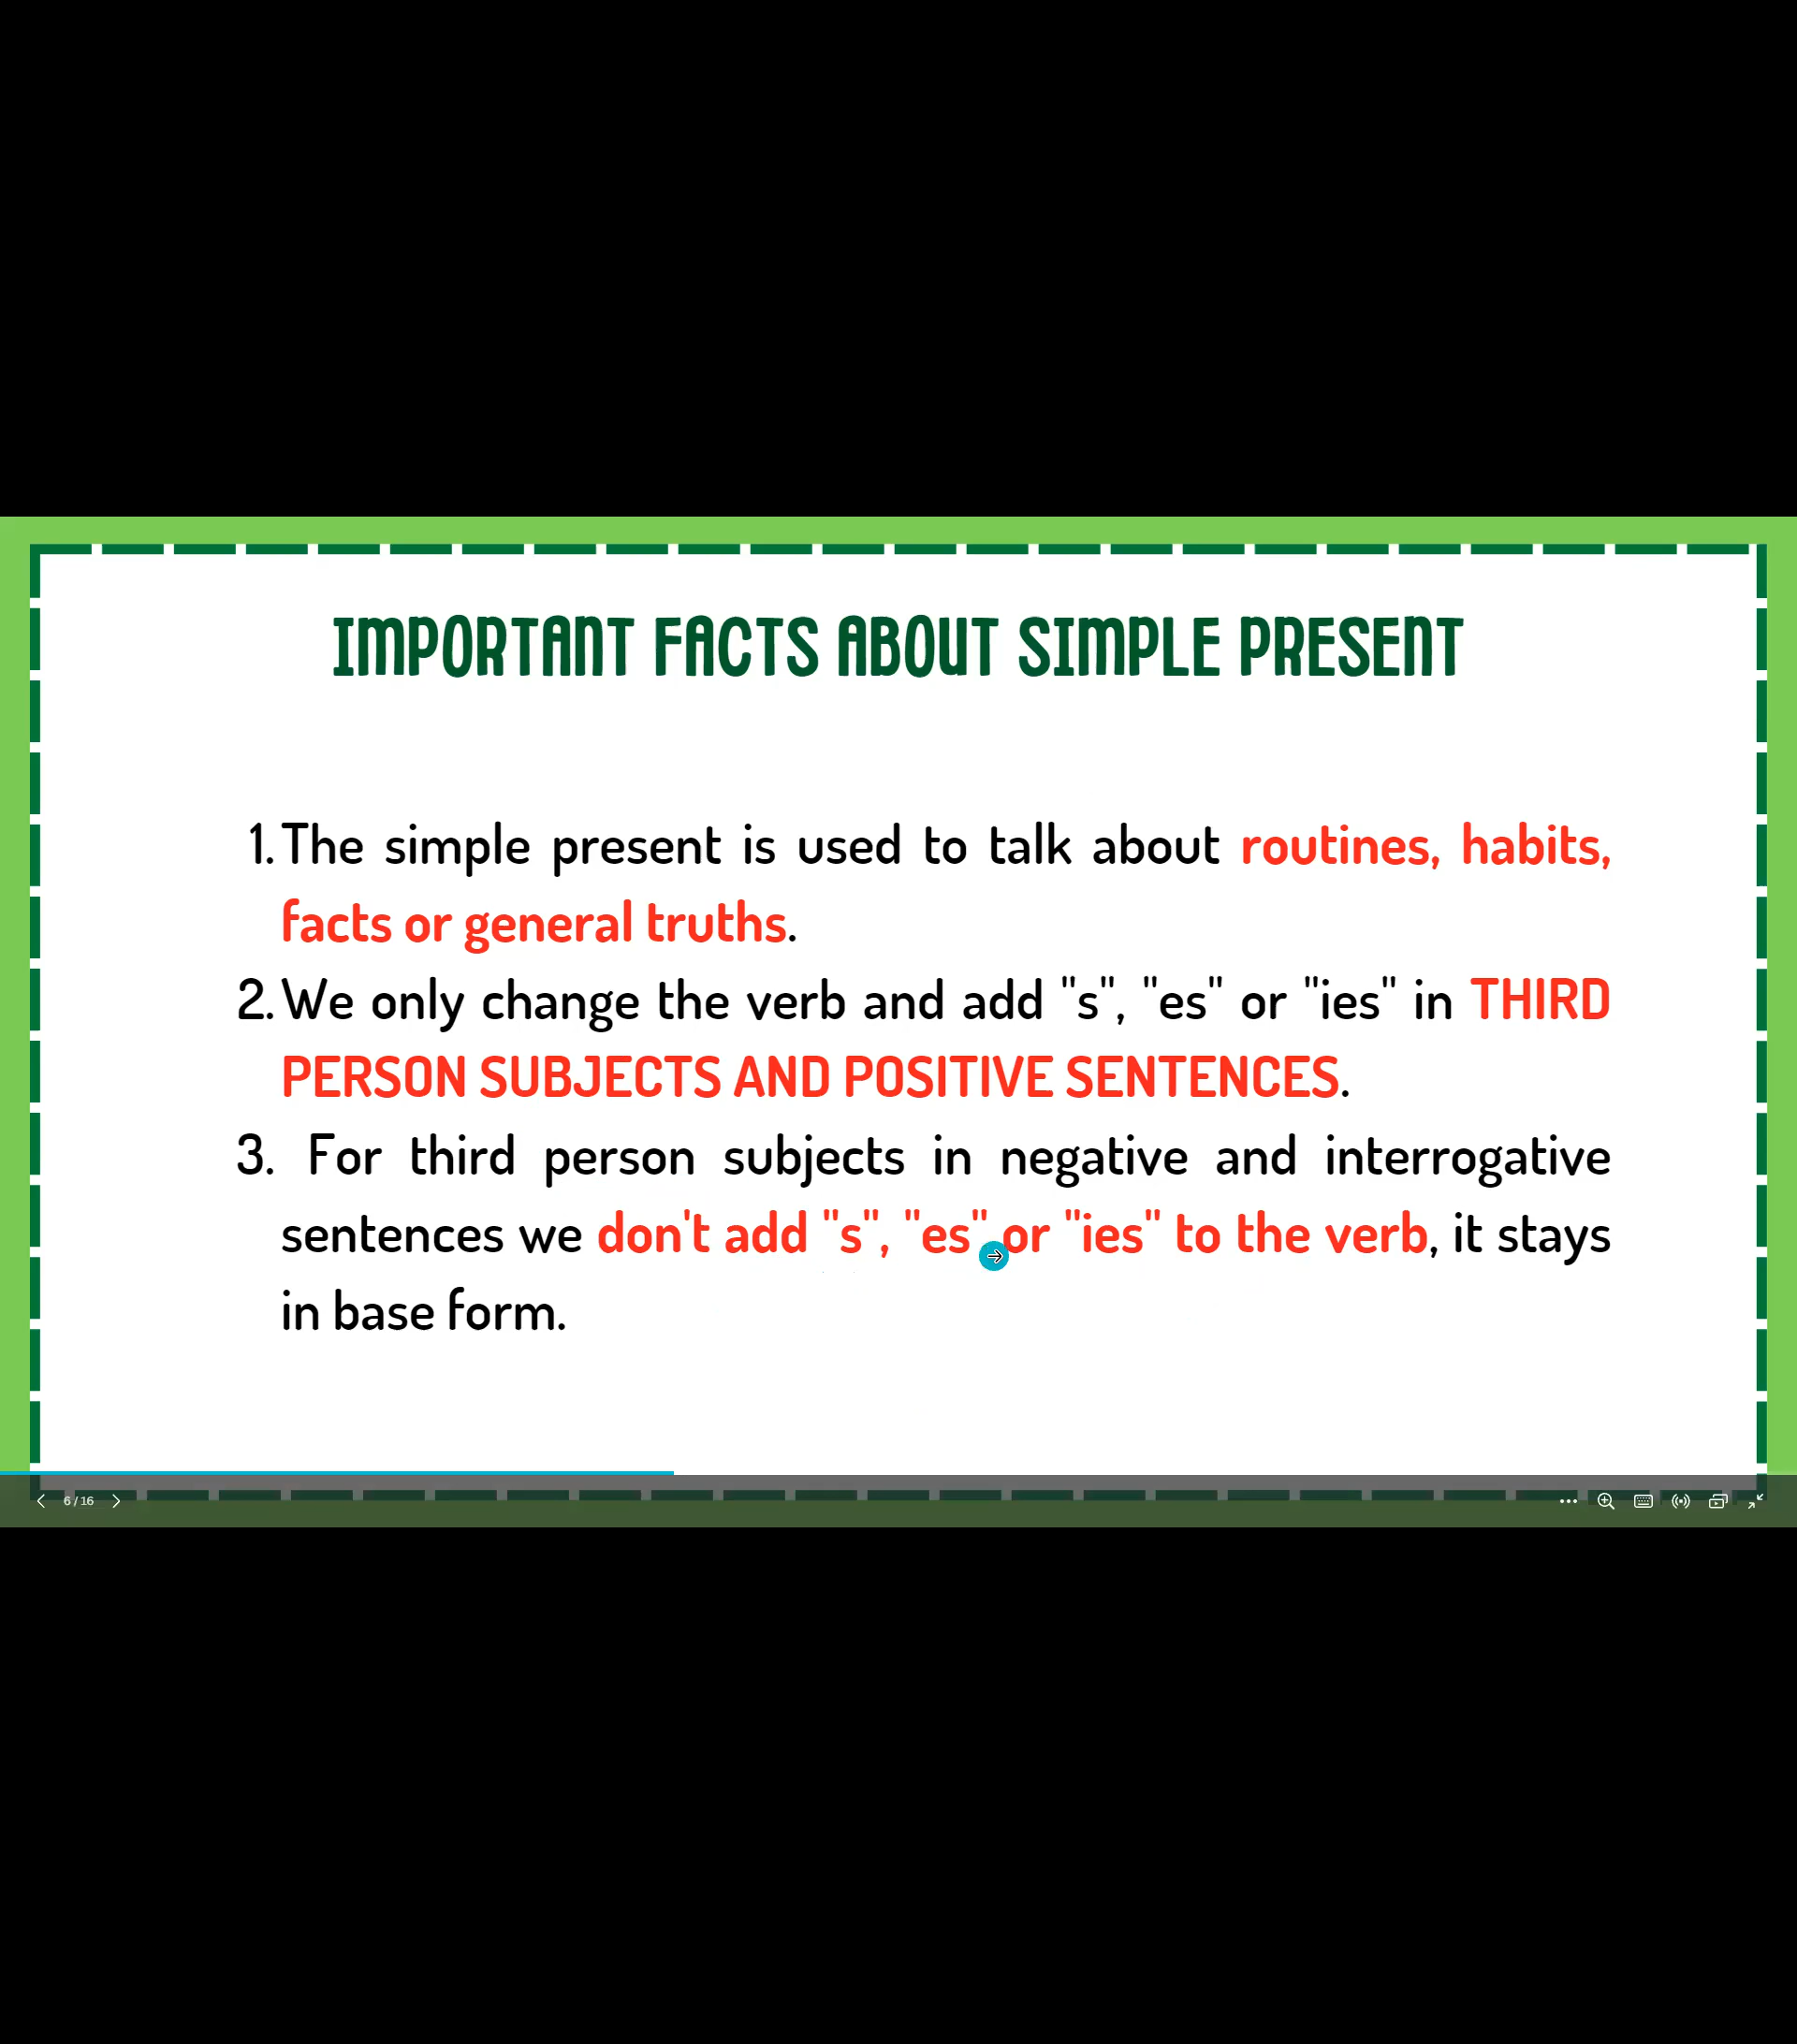 IMPORTANT FACTS ABOUT SIMPLE PRESENT
1. The simple present is used to talk about routines, habits,
facts or general truths.
2. We only change the verb and add "s", "es" or "ies" in THIRD
PERSON SUBJECTS AND POSITIVE SENTENCES.
3. For third person subjects in negative and interrogative
sentences we don't add "s", "es" or "ies" to the verb, it stays
in base form.
6 / 16